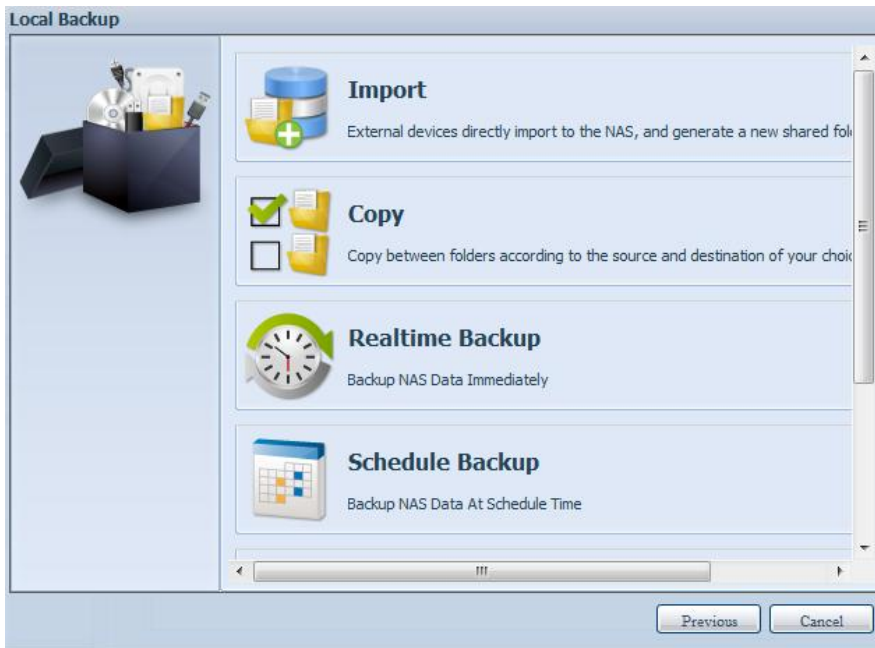 Local Backup
Import
External devices directly import to the NAS, and generate a new shared
Copy
Copy between folders according to the source and destination of your
Realtime Backup
Backup NAS Data Immediately
Schedule Backup
Backup NAS Data At Schedule Time
Previous
Cancel